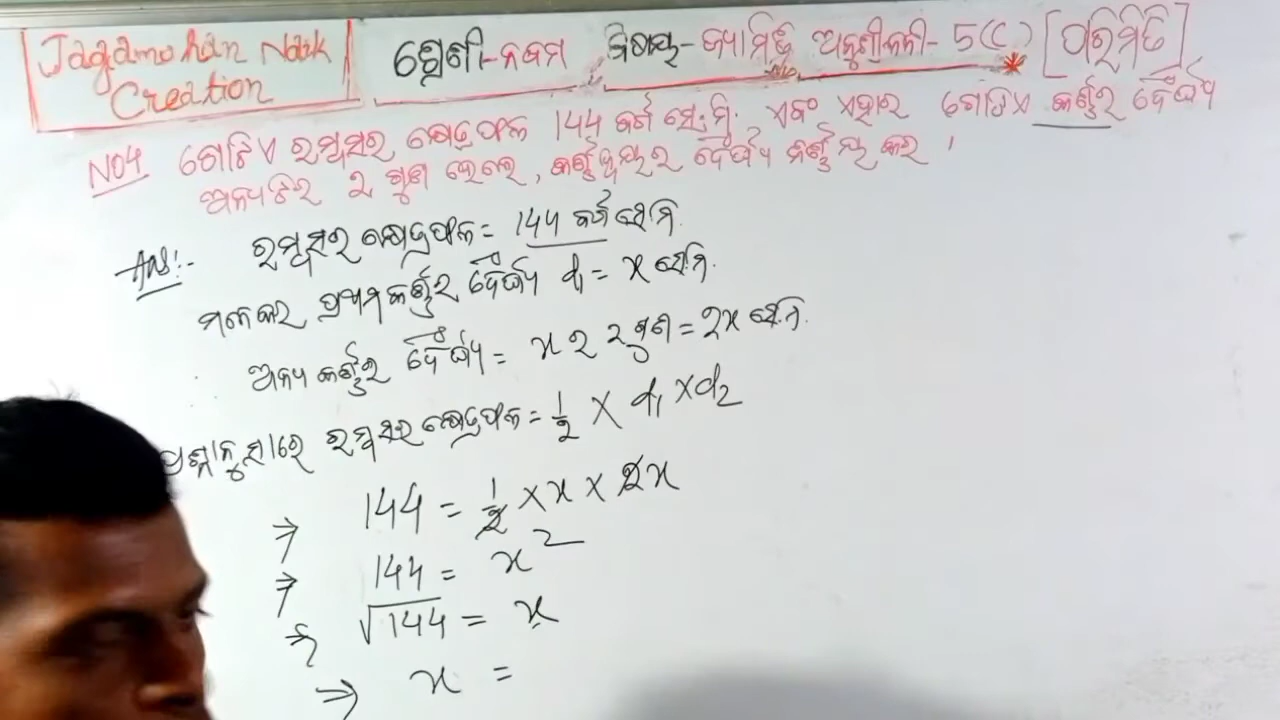 Jagamohan Naik Creation
ଶ୍ରେଣୀ-ନବମ ବିଷୟ-ଜ୍ୟାମିତି ଅନୁଶୀଳନୀ-5(c) [ପରିମିତି]
NO4 ଗୋଟିଏ ରମ୍ବସର କ୍ଷେତ୍ରଫଳ 144 ବର୍ଗ ସେ.ମି. ଏବଂ ଏହାର ଗୋଟିଏ କର୍ଣ୍ଣର ଦୈର୍ଘ୍ୟ
ଅନ୍ୟଟିର ୨ ଗୁଣ ହେଲେ, କର୍ଣ୍ଣଦ୍ୱୟର ଦୈର୍ଘ୍ୟ ନିର୍ଣ୍ଣୟ କର ।
Ans:- ରମ୍ବସର କ୍ଷେତ୍ରଫଳ = 144 ବର୍ଗ ସେମି.
ମନେକର ପ୍ରଥମ କର୍ଣ୍ଣର ଦୈର୍ଘ୍ୟ d₁ = x ସେମି.
ଅନ୍ୟ କର୍ଣ୍ଣର ଦୈର୍ଘ୍ୟ = x ର ୨ ଗୁଣ = 2x ସେମି.
ପ୍ରଶ୍ନାନୁସାରେ ରମ୍ବସର କ୍ଷେତ୍ରଫଳ = 1/2 × d₁ × d₂
⇒ 144 = 1/2 × x × 2x
⇒ 144 = x²
⇒ √144 = x
⇒ x =